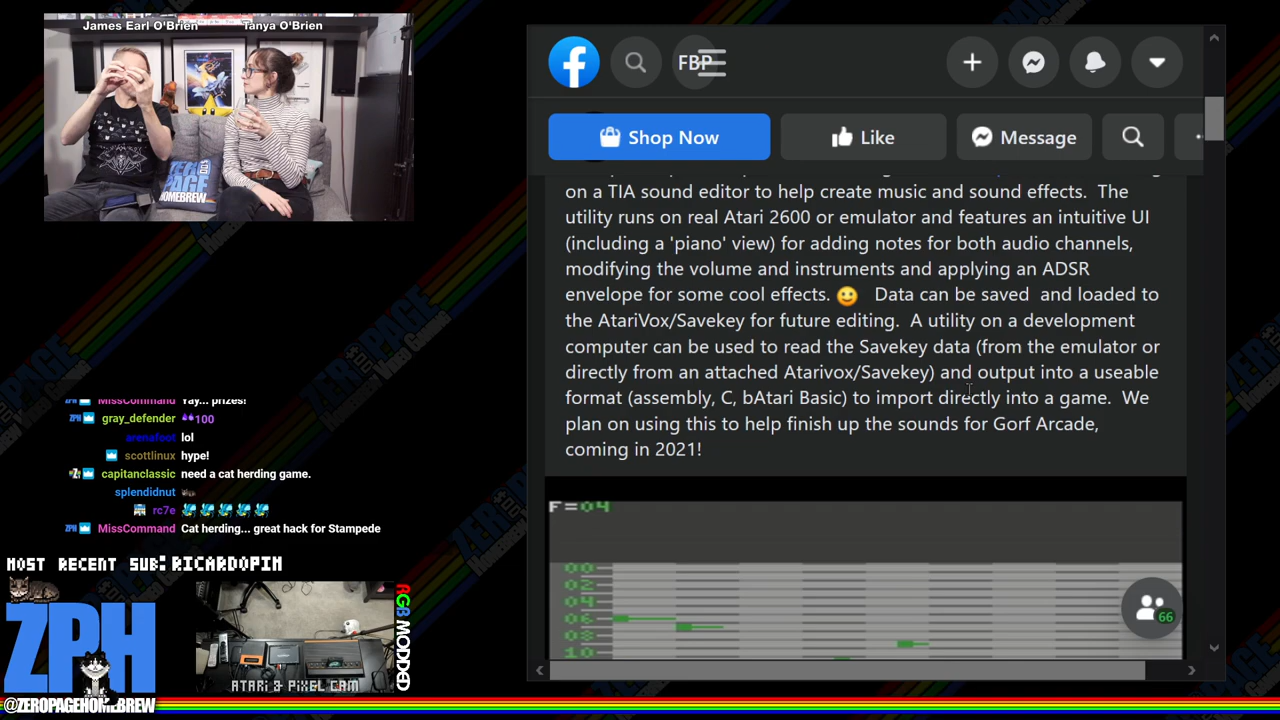 James Earl O'Brien
Tanya O'Brien
ZERO
PAGE
HOMEBREW
FBP
Shop Now
Like
Message
on a TIA sound editor to help create music and sound effects. The
utility runs on real Atari 2600 or emulator and features an intuitive UI
(including a 'piano' view) for adding notes for both audio channels,
modifying the volume and instruments and applying an ADSR
envelope for some cool effects. Data can be saved and loaded to
the AtariVox/Savekey for future editing. A utility on a development
computer can be used to read the Savekey data (from the emulator or
directly from an attached Atarivox/Savekey) and output into a useable
format (assembly, C, bAtari Basic) to import directly into a game. We
plan on using this to help finish up the sounds for Gorf Arcade,
coming in 2021!
F=04
00
02
04
06
08
10
66
MissCommand Yay... prizes!
ZPH gray_defender 100
arenafoot lol
scottlinux hype!
capitanclassic need a cat herding game.
splendidnut
rc7e
ZPH MissCommand Cat herding... great hack for Stampede
MOST RECENT SUB: RICARDOPIM
ZPH
RGB MODDED
ATARI & PIXEL CAM
@ZEROPAGEHOMEBREW